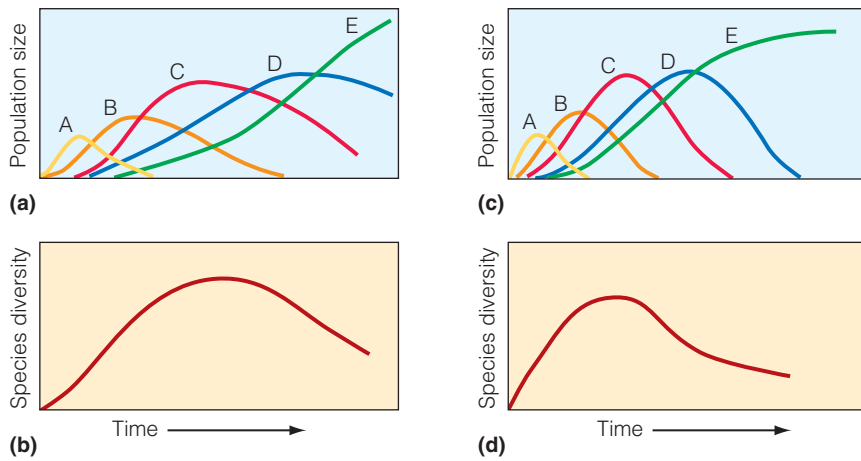 Population size
A
B
C
D
E
(a)
Population size
A
B
C
D
E
(c)
Species diversity
Time
(b)
Species diversity
Time
(d)